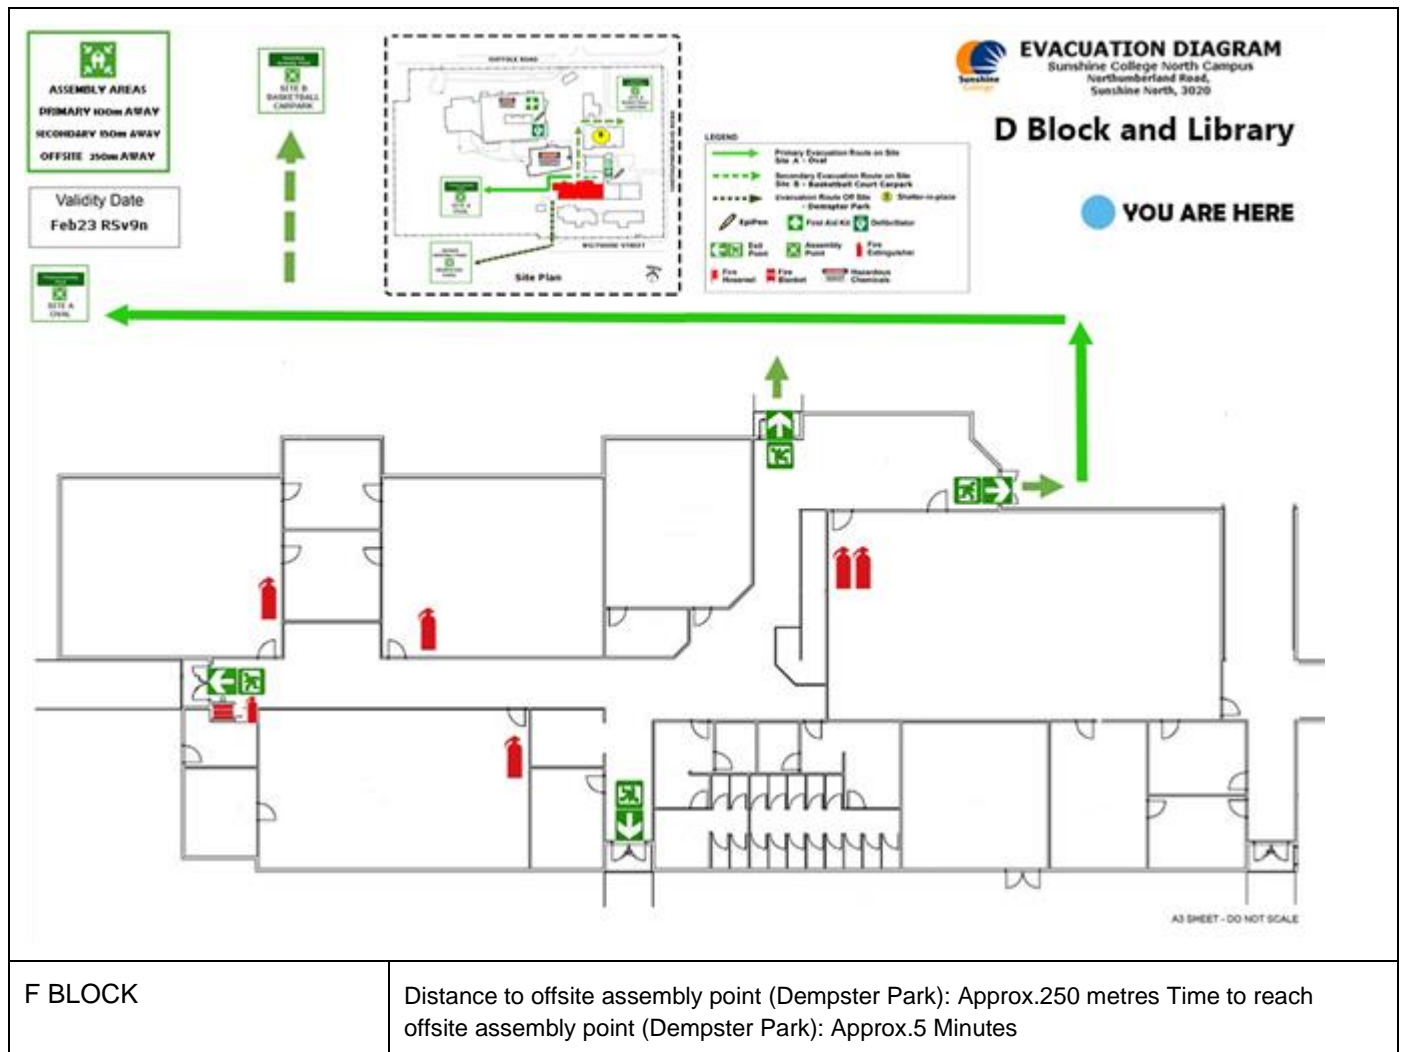 ASSEMBLY AREAS
PRIMARY 100m AWAY
SECONDARY 150m AWAY
OFFSITE 250m AWAY
Validity Date
Feb23 RSv9n
SITE B
BASKETBALL
CARPARK
SITE A
OVAL
SUFFOLK ROAD
WILTSHIRE STREET
Site Plan
Sunshine
College
EVACUATION DIAGRAM
Sunshine College North Campus
Northumberland Road,
Sunshine North, 3020
D Block and Library
YOU ARE HERE
LEGEND
Primary Evacuation Route on Site
Site A - Oval
Secondary Evacuation Route on Site
Site B - Basketball Court Carpark
Evacuation Route Off Site
- Dempster Park
Shelter-in-place
EpiPen
First Aid Kit
Defibrillator
Exit
Point
Assembly
Point
Fire
Extinguisher
Fire
Hosereel
Fire
Blanket
Hazardous
Chemicals
A3 SHEET - DO NOT SCALE
F BLOCK
Distance to offsite assembly point (Dempster Park): Approx.250 metres Time to reach
offsite assembly point (Dempster Park): Approx.5 Minutes